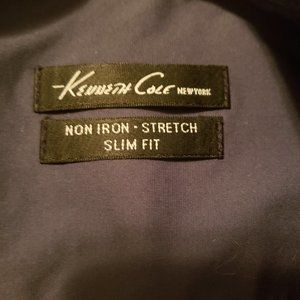 Kenneth Cole NEW YORK
NON IRON - STRETCH
SLIM FIT